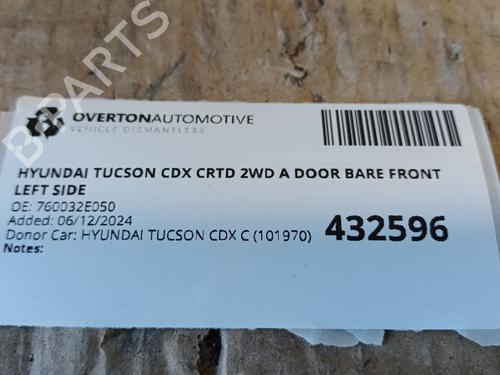 B-PARTS
OVERTONAUTOMOTIVE
VEHICLE DISMANTLERS
HYUNDAI TUCSON CDX CRTD 2WD A DOOR BARE FRONT
LEFT SIDE
OE: 760032E050
Added: 06/12/2024
Donor Car: HYUNDAI TUCSON CDX C (101970)
432596
Notes: